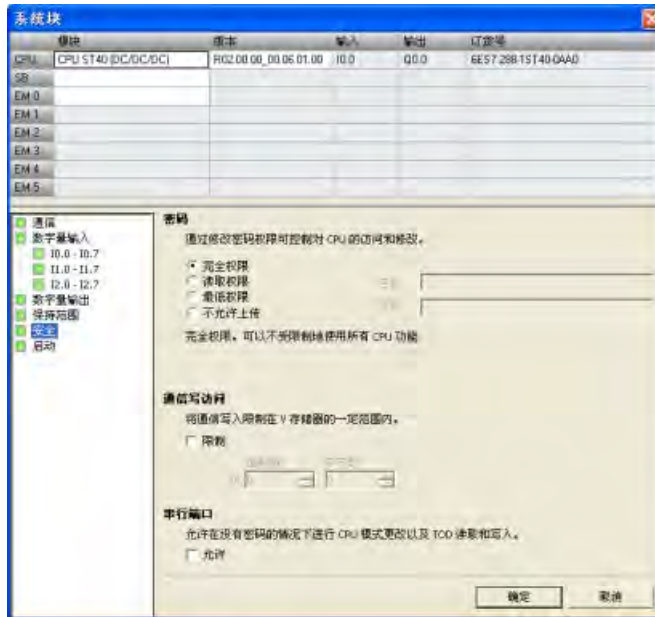 系统块
模块 版本 输入 输出 订货号
CPU CPU ST40 (DC/DC/DC) R02.00.00_00.06.01.00 I0.0 Q0.0 6ES7 288-1ST40-0AA0
SB
EM 0
EM 1
EM 2
EM 3
EM 4
EM 5
通信
数字量输入
I0.0 - I0.7
I1.0 - I1.7
I2.0 - I2.7
数字量输出
保持范围
安全
启动
密码
通过修改密码权限可控制对 CPU 的访问和修改。
完全权限
读取权限
最低权限
不允许上传
完全权限。可以不受限制地使用所有 CPU 功能
通信写访问
将通信写入限制在 V 存储器的一定范围内。
限制
串行端口
允许在没有密码的情况下进行 CPU 模式更改以及 TOD 读取和写入。
允许
确定 取消